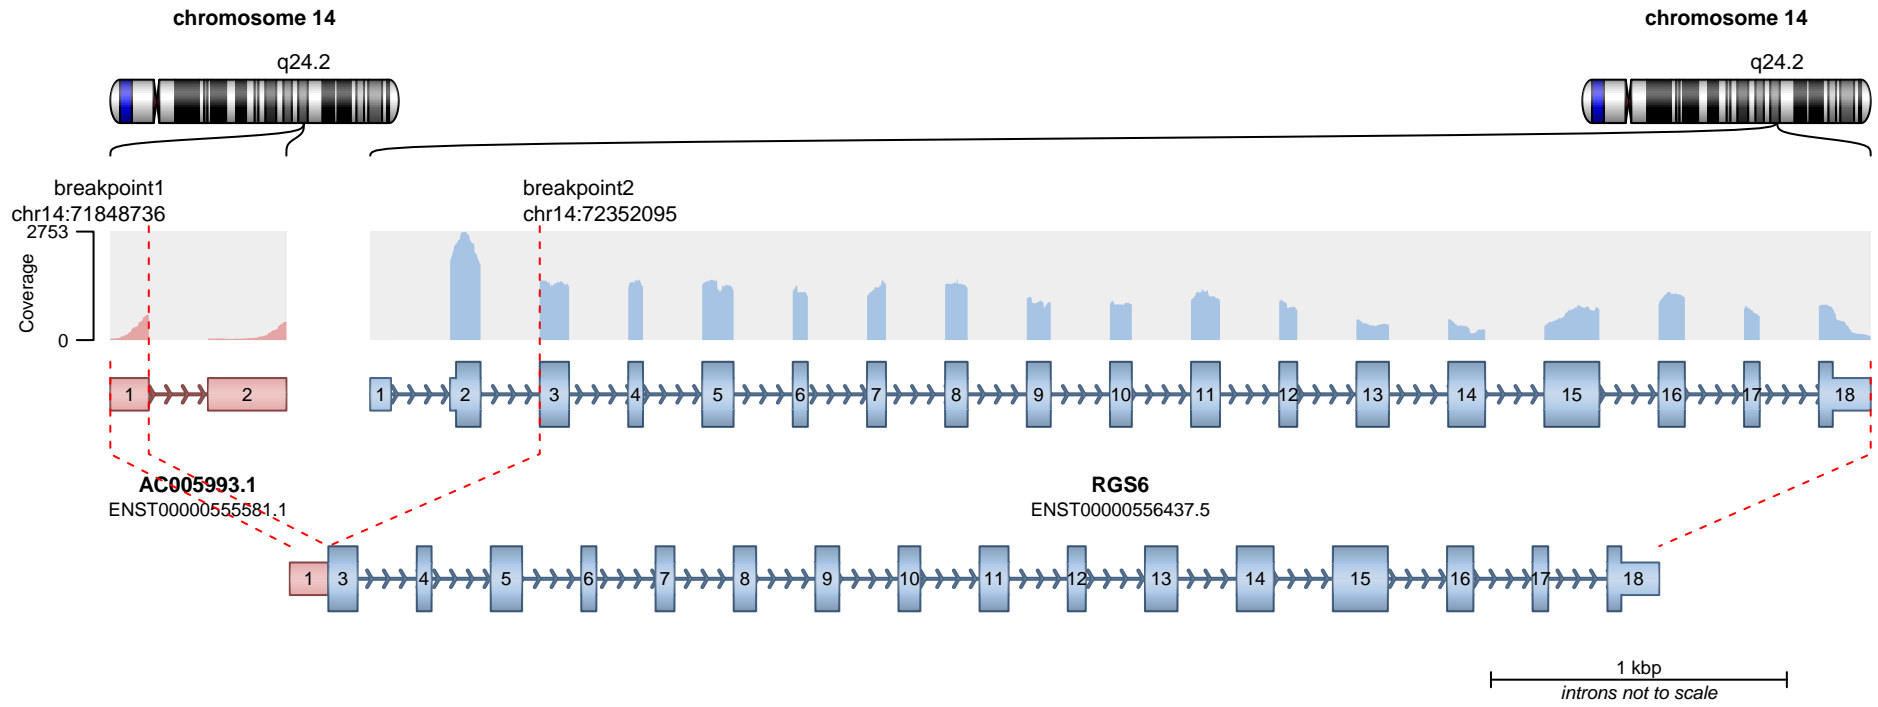 chromosome 14
chromosome 14
q24.2
q24.2
breakpoint1
chr14:71848736
breakpoint2
chr14:72352095
2753
Coverage
0
1 2 1 2 3 4 5 6 7 8 9 10 11 12 13 14 15 16 17 18
AC005993.1
ENST00000555581.1
RGS6
ENST00000556437.5
1 3 4 5 6 7 8 9 10 11 12 13 14 15 16 17 18
1 kbp
introns not to scale